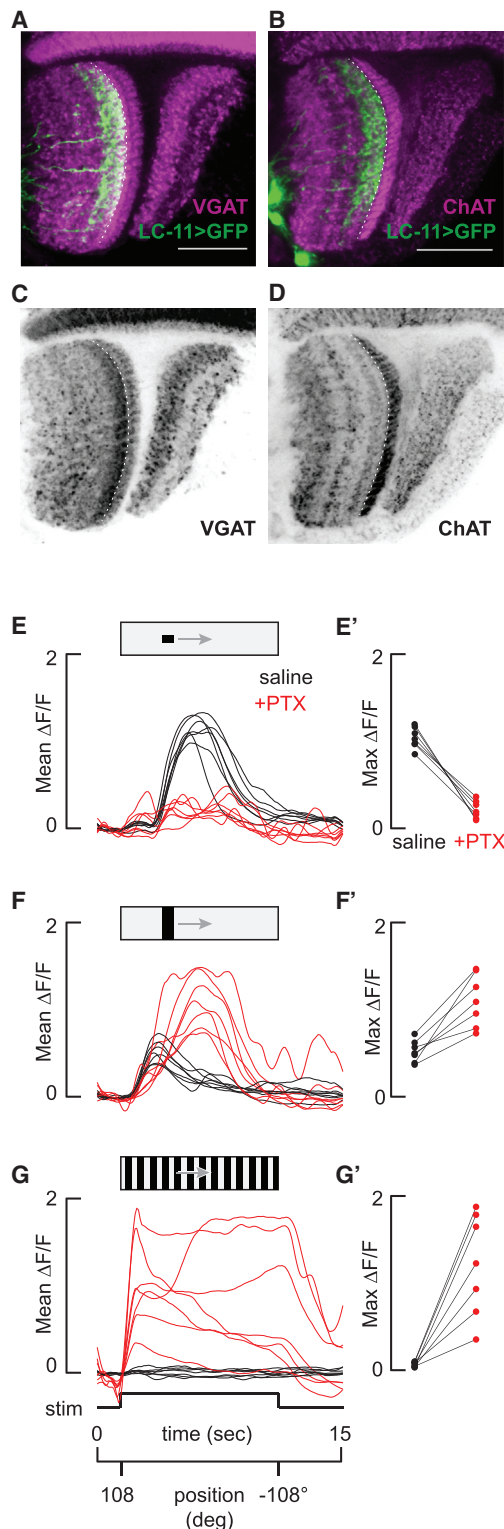 A
B
VGAT
LC-11>GFP
ChAT
LC-11>GFP
C
D
VGAT
ChAT
E
E'
2
Mean ΔF/F
0
saline
+PTX
2
Max ΔF/F
0
saline +PTX
F
F'
2
Mean ΔF/F
0
2
Max ΔF/F
0
G
G'
2
Mean ΔF/F
0
2
Max ΔF/F
0
stim
0 time (sec) 15
108 position -108°
(deg)